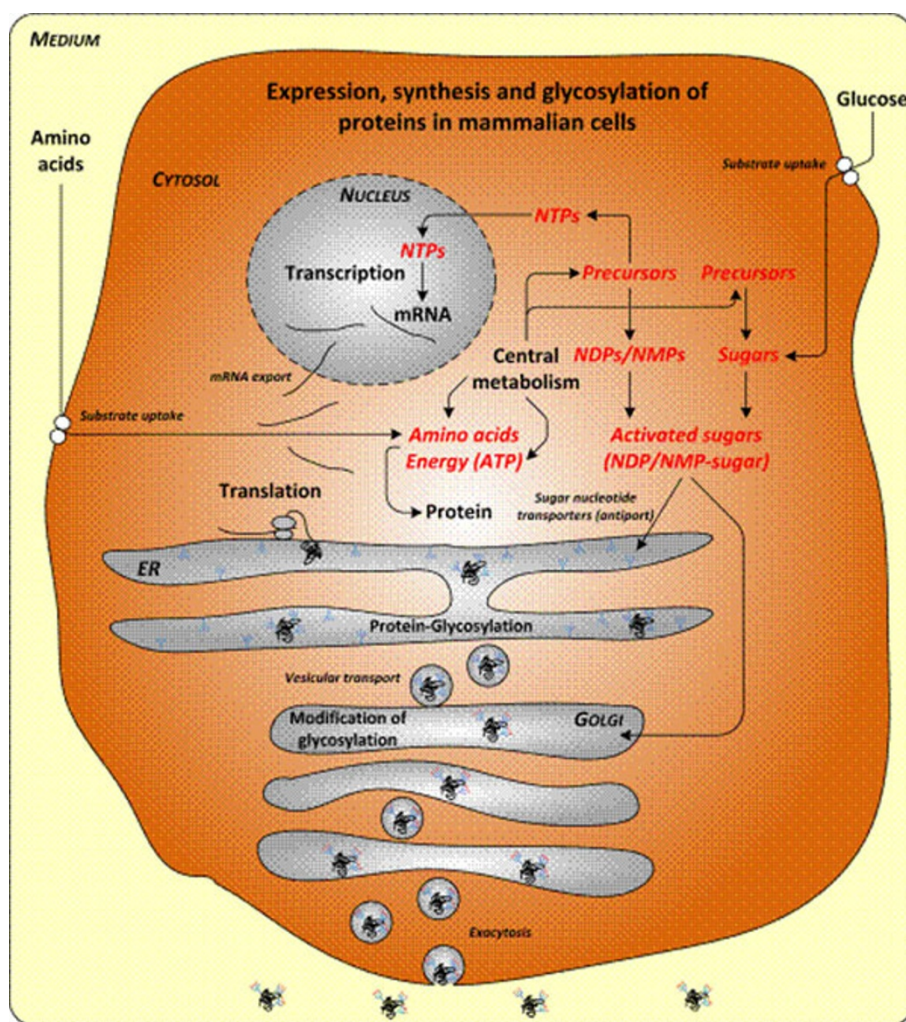 MEDIUM
Expression, synthesis and glycosylation of
proteins in mammalian cells
Glucose
Amino
acids
Substrate uptake
CYTOSOL
NUCLEUS
NTPs
NTPs
Transcription
Precursors
Precursors
mRNA
Central
metabolism
NDPs/NMPs
Sugars
mRNA export
Substrate uptake
Amino acids
Energy (ATP)
Activated sugars
(NDP/NMP-sugar)
Translation
Protein
Sugar nucleotide
transporters (antiport)
ER
Protein-Glycosylation
Vesicular transport
Modification of
glycosylation
GOLGI
Exocytosis